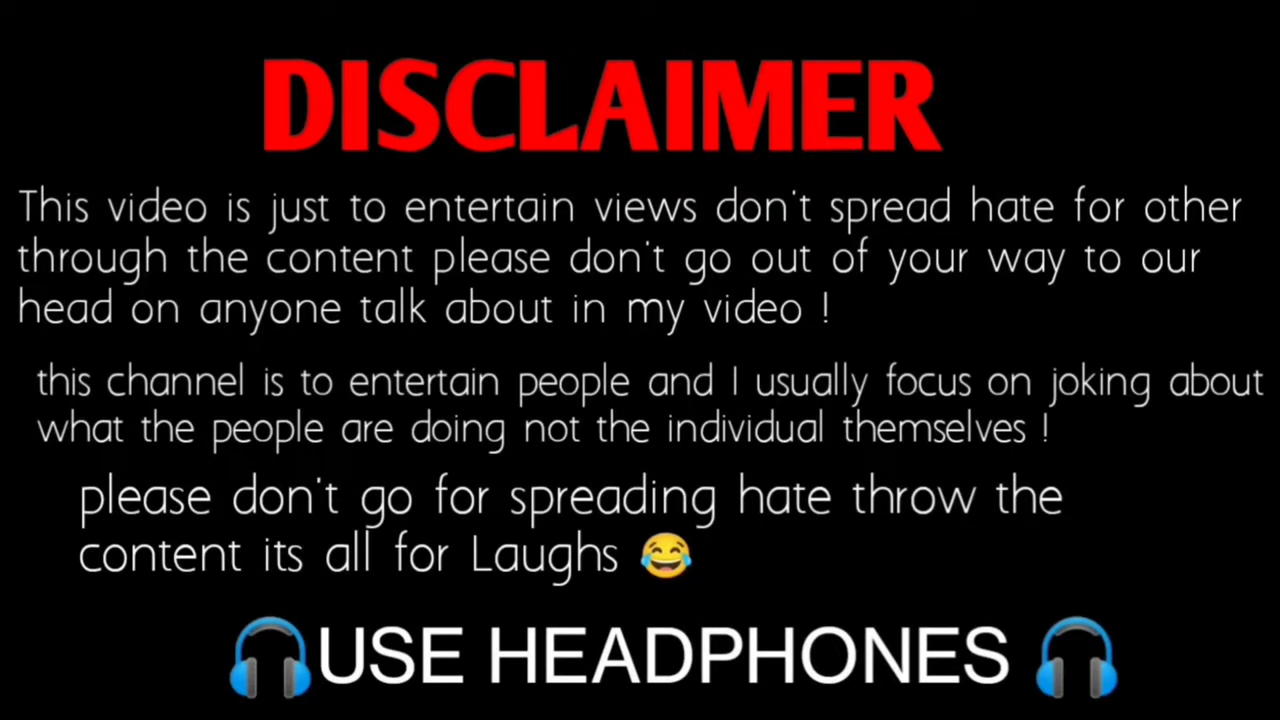 DISCLAIMER
This video is just to entertain views don't spread hate for other
through the content please don't go out of your way to our
head on anyone talk about in my video !
this channel is to entertain people and I usually focus on joking about
what the people are doing not the individual themselves !
please don't go for spreading hate throw the
content its all for Laughs 😂
🎧USE HEADPHONES 🎧